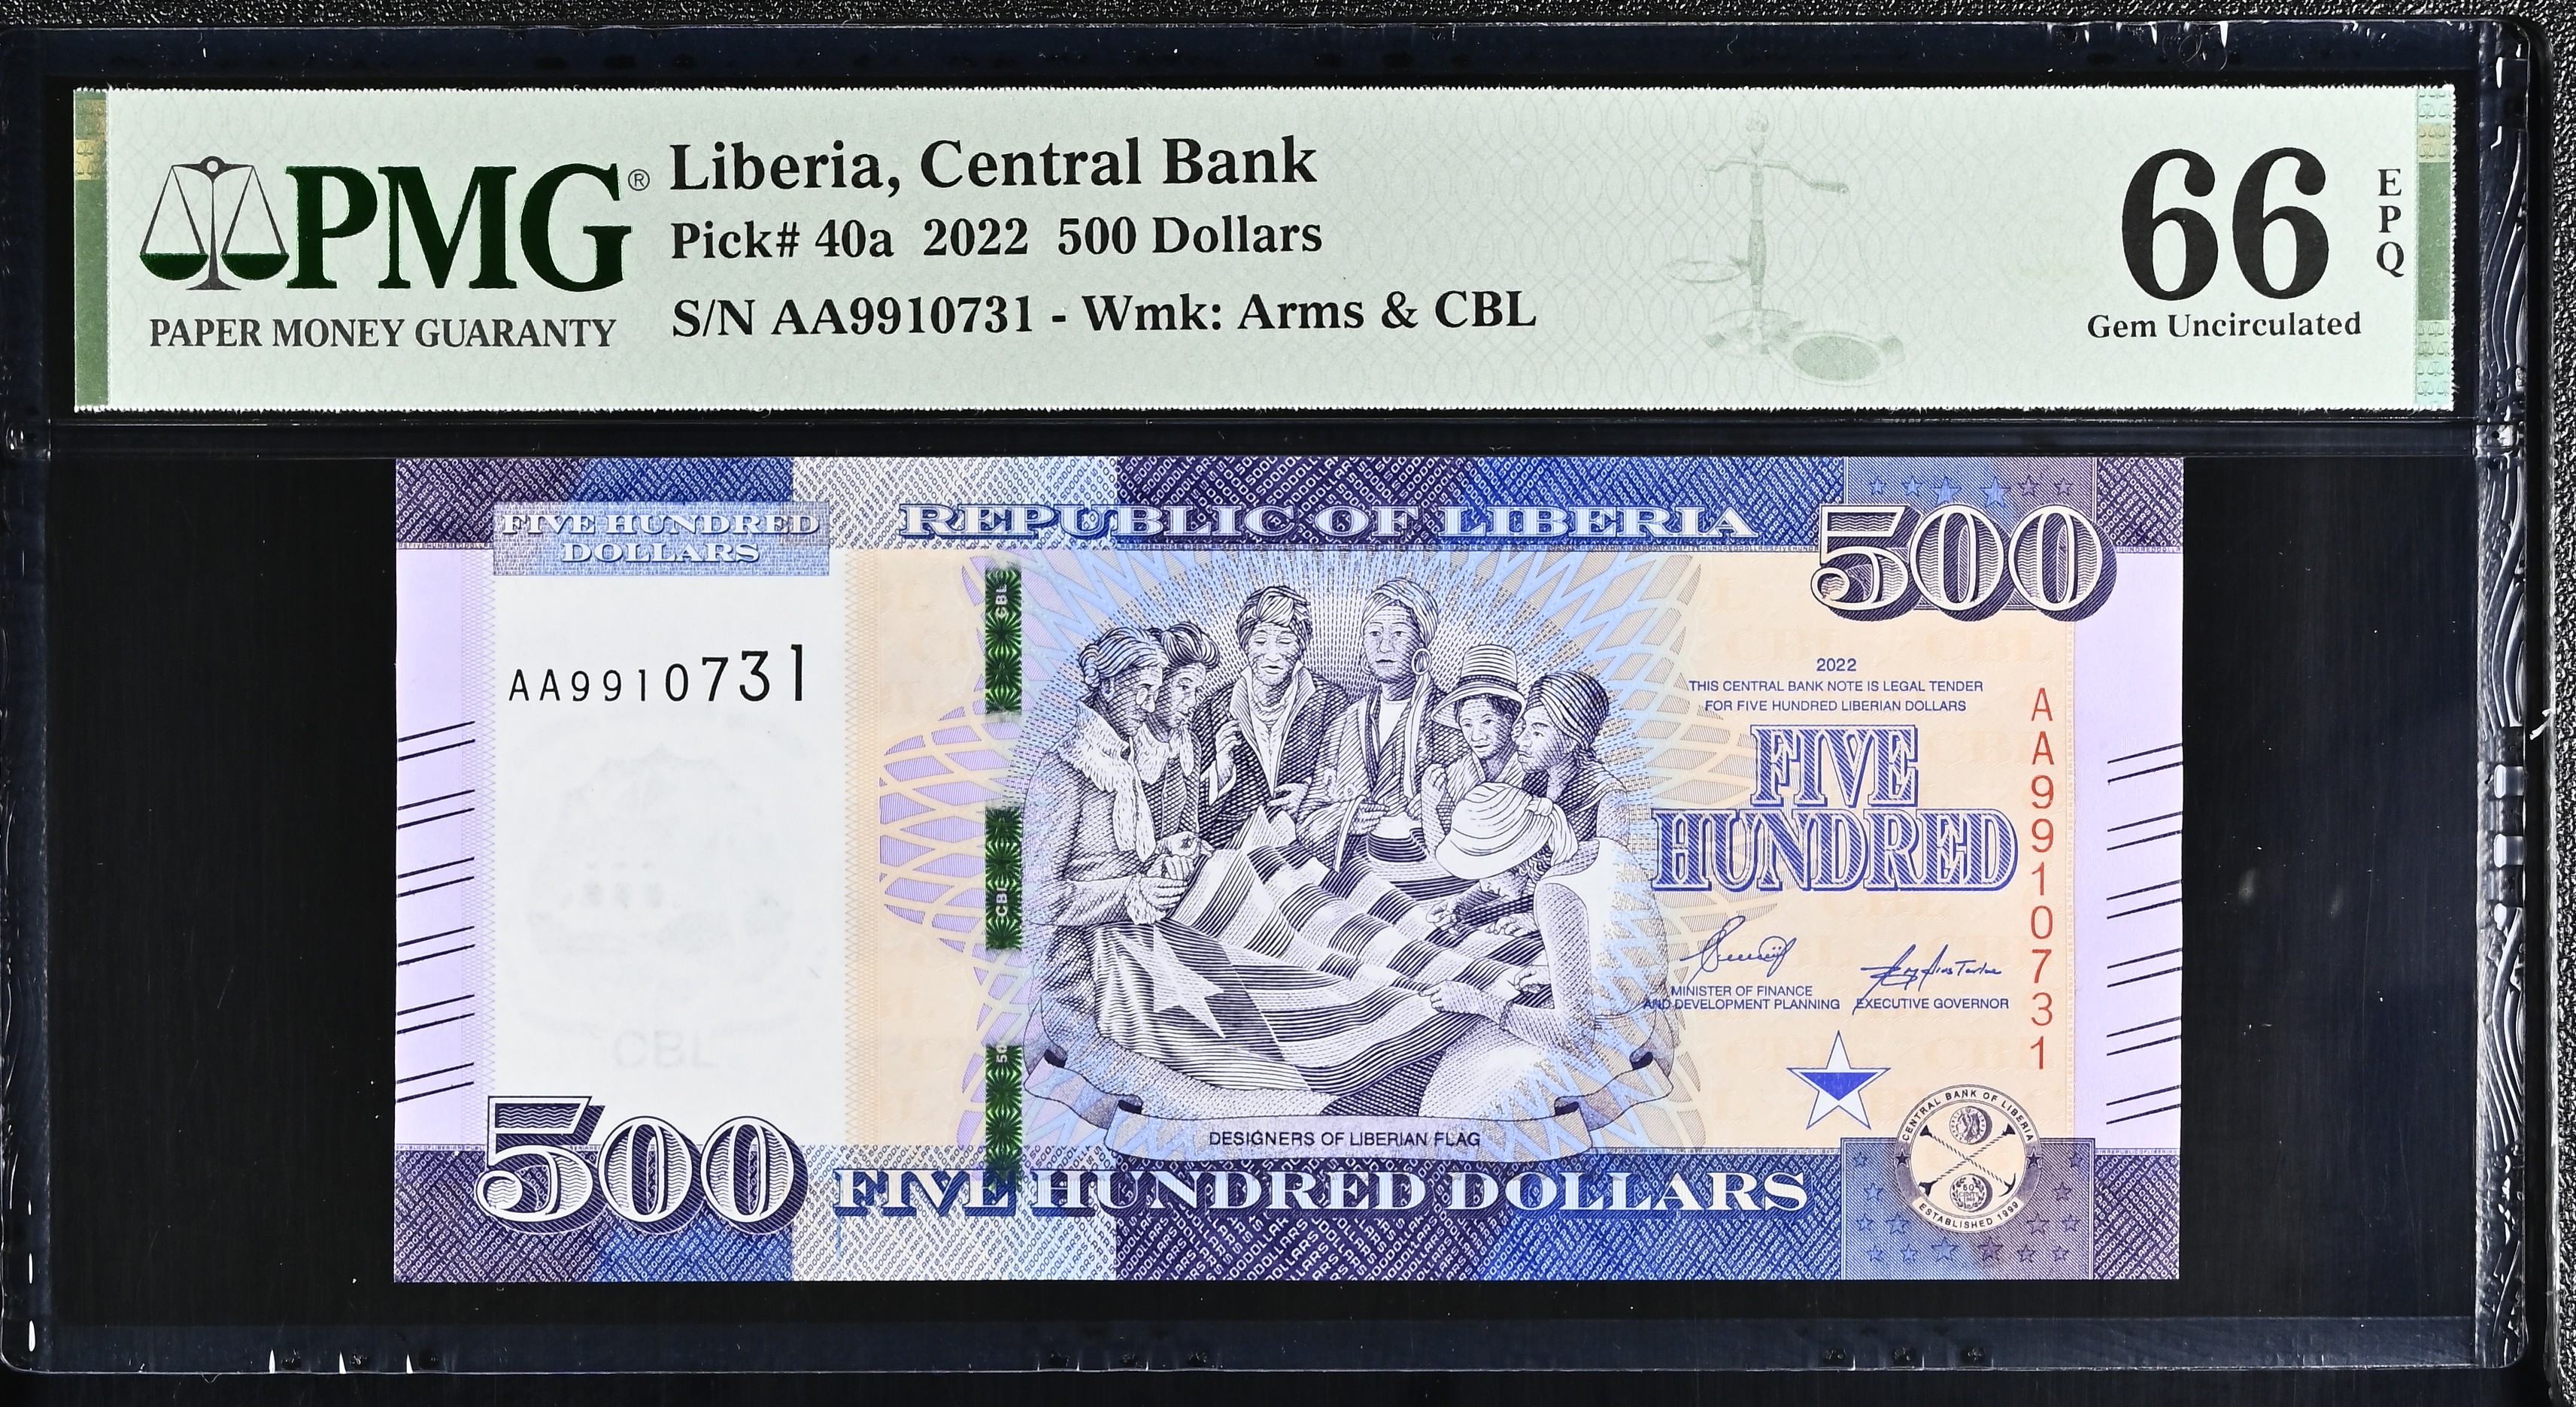 PMG®
PAPER MONEY GUARANTY
Liberia, Central Bank
Pick# 40a 2022 500 Dollars
S/N AA9910731 - Wmk: Arms & CBL
66
EPQ
Gem Uncirculated
FIVE HUNDRED
DOLLARS
REPUBLIC OF LIBERIA
500
AA9910731
CBL
CBL
50
2022
THIS CENTRAL BANK NOTE IS LEGAL TENDER
FOR FIVE HUNDRED LIBERIAN DOLLARS
FIVE
HUNDRED
AA9910731
MINISTER OF FINANCE
AND DEVELOPMENT PLANNING
EXECUTIVE GOVERNOR
CBL
500
DESIGNERS OF LIBERIAN FLAG
FIVE HUNDRED DOLLARS
CENTRAL BANK OF LIBERIA
ESTABLISHED 1999